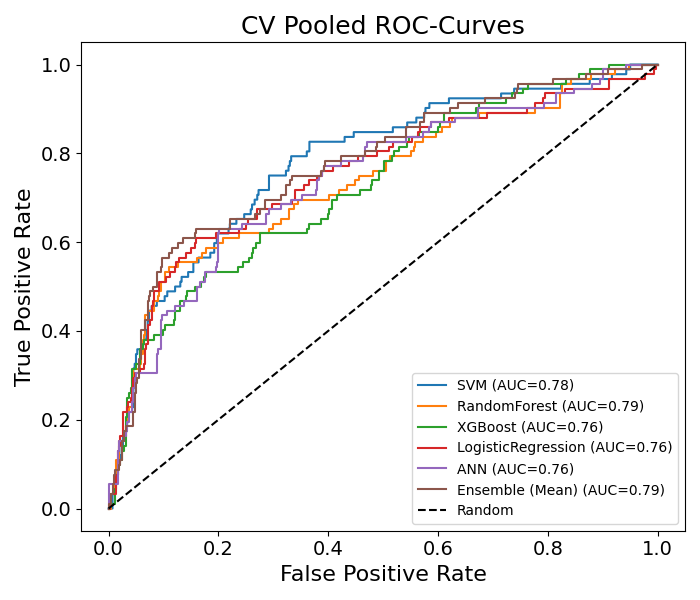 CV Pooled ROC-Curves
1.0
0.8
0.6
0.4
0.2
0.0
True Positive Rate
SVM (AUC=0.78)
RandomForest (AUC=0.79)
XGBoost (AUC=0.76)
LogisticRegression (AUC=0.76)
ANN (AUC=0.76)
Ensemble (Mean) (AUC=0.79)
Random
0.0 0.2 0.4 0.6 0.8 1.0
False Positive Rate